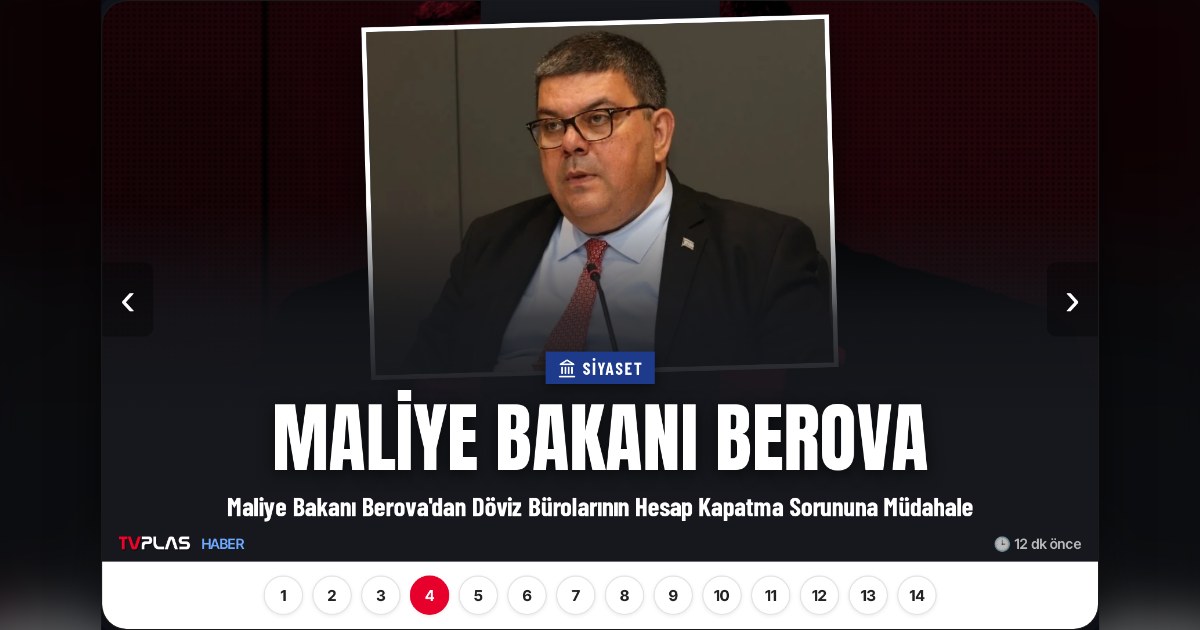 SİYASET
MALİYE BAKANI BEROVA
Maliye Bakanı Berova'dan Döviz Bürolarının Hesap Kapatma Sorununa Müdahale
TVPLAS HABER
12 dk önce
1 2 3 4 5 6 7 8 9 10 11 12 13 14